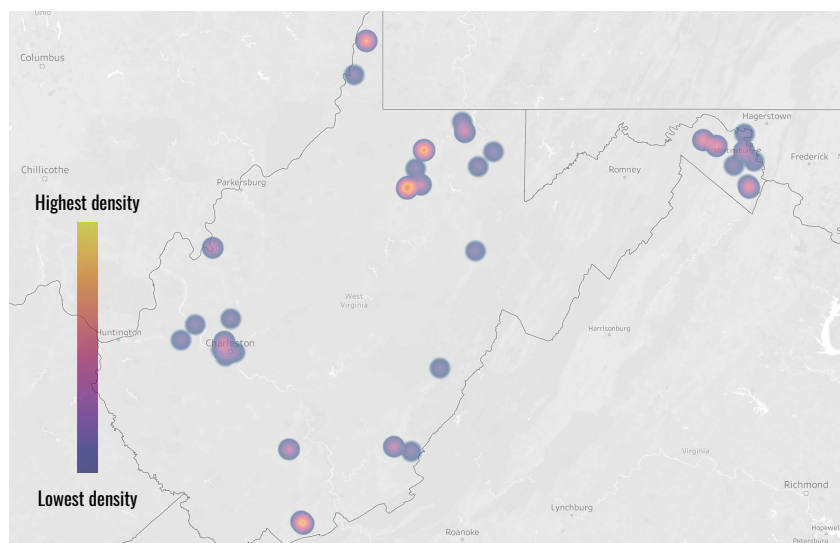 Ohio
Columbus
Hagerstown
Frederick
Chillicothe
Romney
Parkersburg
Highest density
West
Virginia
Huntington
Charleston
Harrisonburg
Virginia
Richmond
Lowest density
Lynchburg
Roanoke
Hopewel
Petersburg